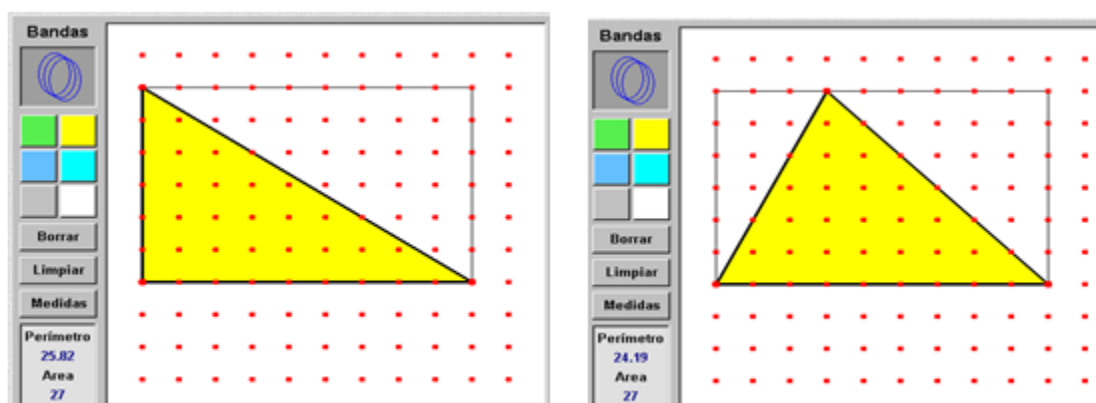 Bandas
Borrar
Limpiar
Medidas
Perímetro
25.82
Area
27
Bandas
Borrar
Limpiar
Medidas
Perímetro
24.19
Area
27